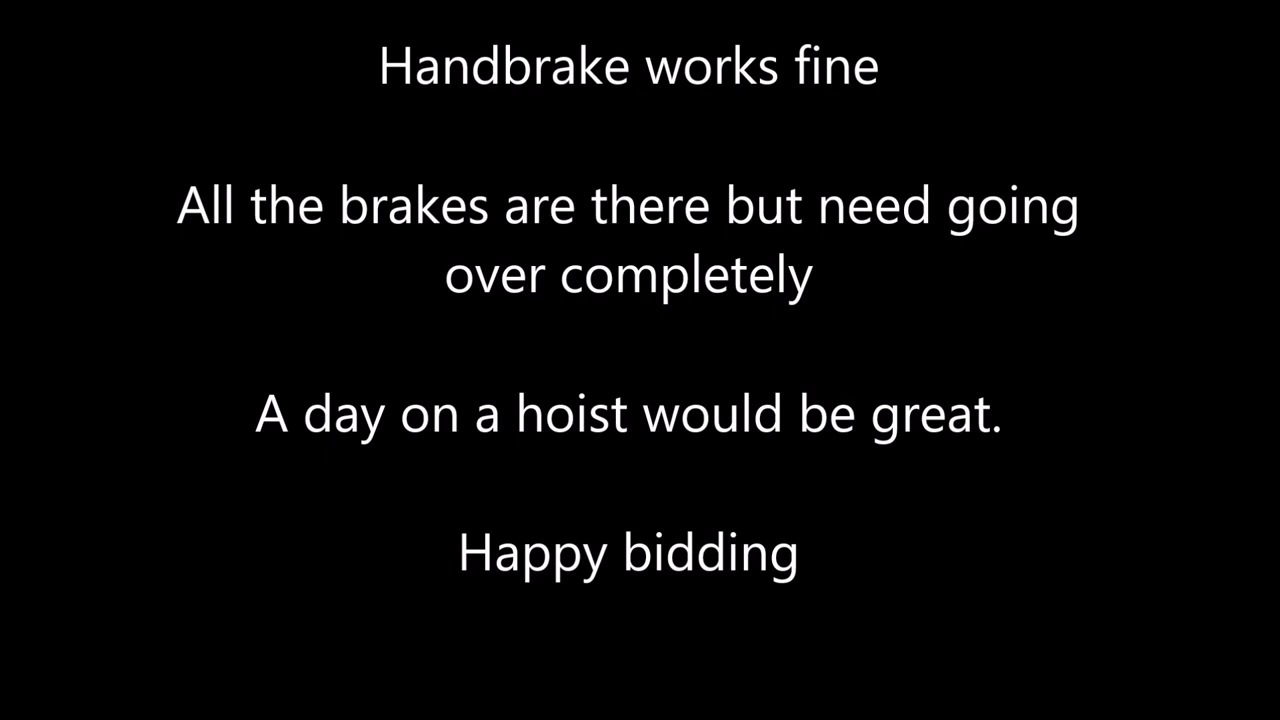 Handbrake works fine
All the brakes are there but need going
over completely
A day on a hoist would be great.
Happy bidding